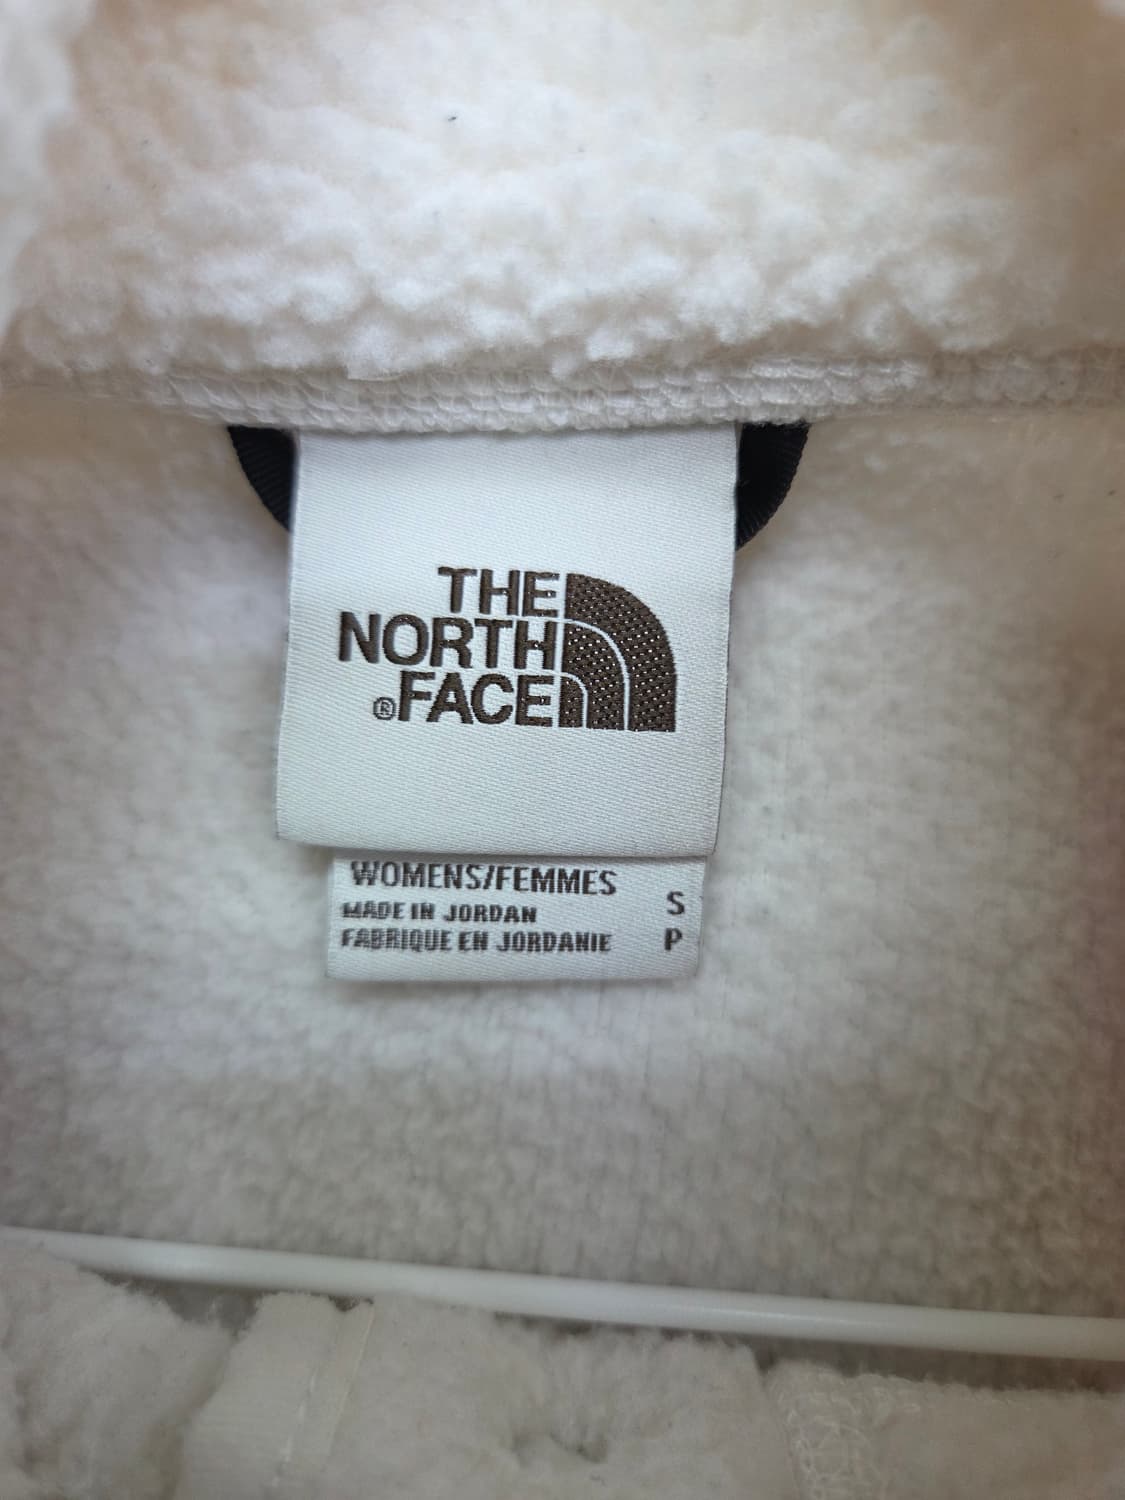 THE
NORTH
®FACE
WOMENS/FEMMES
MADE IN JORDAN S
FABRIQUE EN JORDANIE P